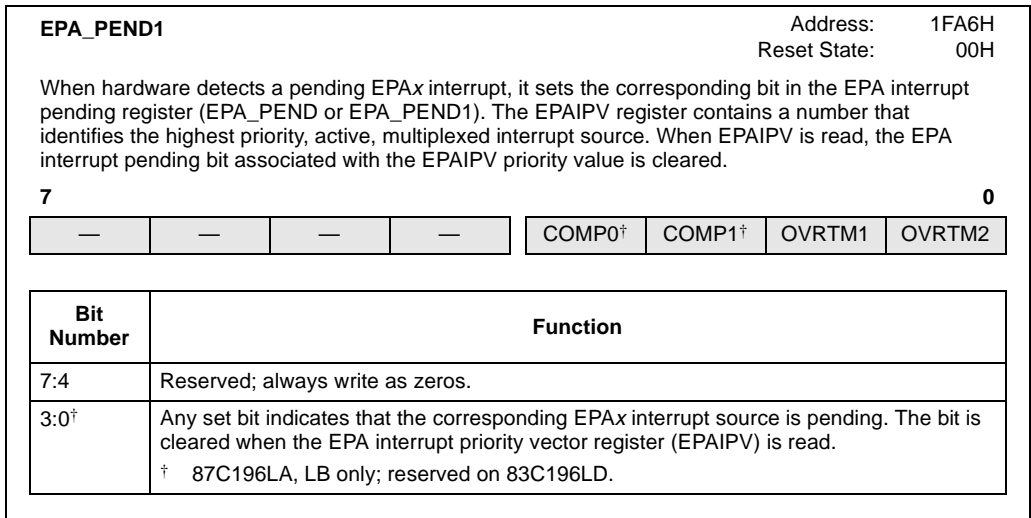 EPA_PEND1 Address: 1FA6H
Reset State: 00H
When hardware detects a pending EPAx interrupt, it sets the corresponding bit in the EPA interrupt
pending register (EPA_PEND or EPA_PEND1). The EPAIPV register contains a number that
identifies the highest priority, active, multiplexed interrupt source. When EPAIPV is read, the EPA
interrupt pending bit associated with the EPAIPV priority value is cleared.
7 0
— — — — COMP0† COMP1† OVRTM1 OVRTM2
Bit
Number
Function
7:4 Reserved; always write as zeros.
3:0† Any set bit indicates that the corresponding EPAx interrupt source is pending. The bit is
cleared when the EPA interrupt priority vector register (EPAIPV) is read.
† 87C196LA, LB only; reserved on 83C196LD.